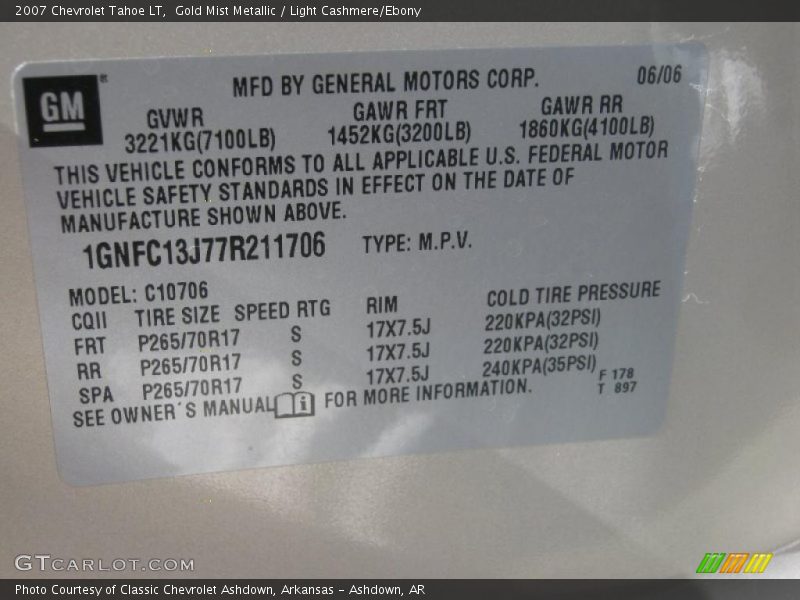 2007 Chevrolet Tahoe LT,  Gold Mist Metallic / Light Cashmere/Ebony
GM®
MFD BY GENERAL MOTORS CORP. 06/06
GVWR GAWR FRT GAWR RR
3221KG(7100LB) 1452KG(3200LB) 1860KG(4100LB)
THIS VEHICLE CONFORMS TO ALL APPLICABLE U.S. FEDERAL MOTOR
VEHICLE SAFETY STANDARDS IN EFFECT ON THE DATE OF
MANUFACTURE SHOWN ABOVE.
1GNFC13J77R211706 TYPE: M.P.V.
MODEL: C10706
CQII TIRE SIZE SPEED RTG RIM COLD TIRE PRESSURE
FRT P265/70R17 S 17X7.5J 220KPA(32PSI)
RR P265/70R17 S 17X7.5J 220KPA(32PSI)
SPA P265/70R17 S 17X7.5J 240KPA(35PSI)
F 178
SEE OWNER´S MANUAL i FOR MORE INFORMATION. T 897
GTCARLOT.COM
Photo Courtesy of Classic Chevrolet Ashdown, Arkansas - Ashdown, AR